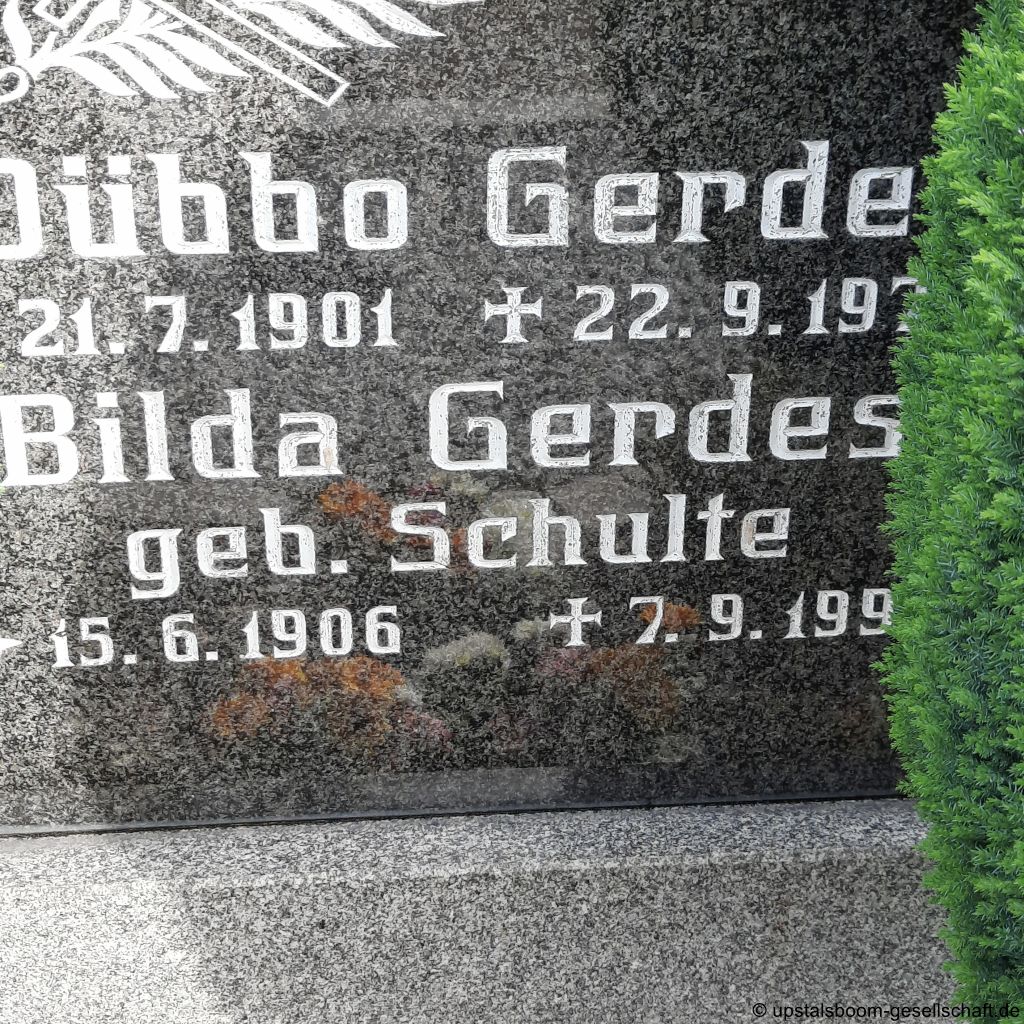 Dübbo Gerde
21. 7. 1901 ✠ 22. 9. 197
Bilda Gerdes
geb. Schulte
15. 6. 1906 ✠ 7. 9. 199
© upstalsboom-gesellschaft.de